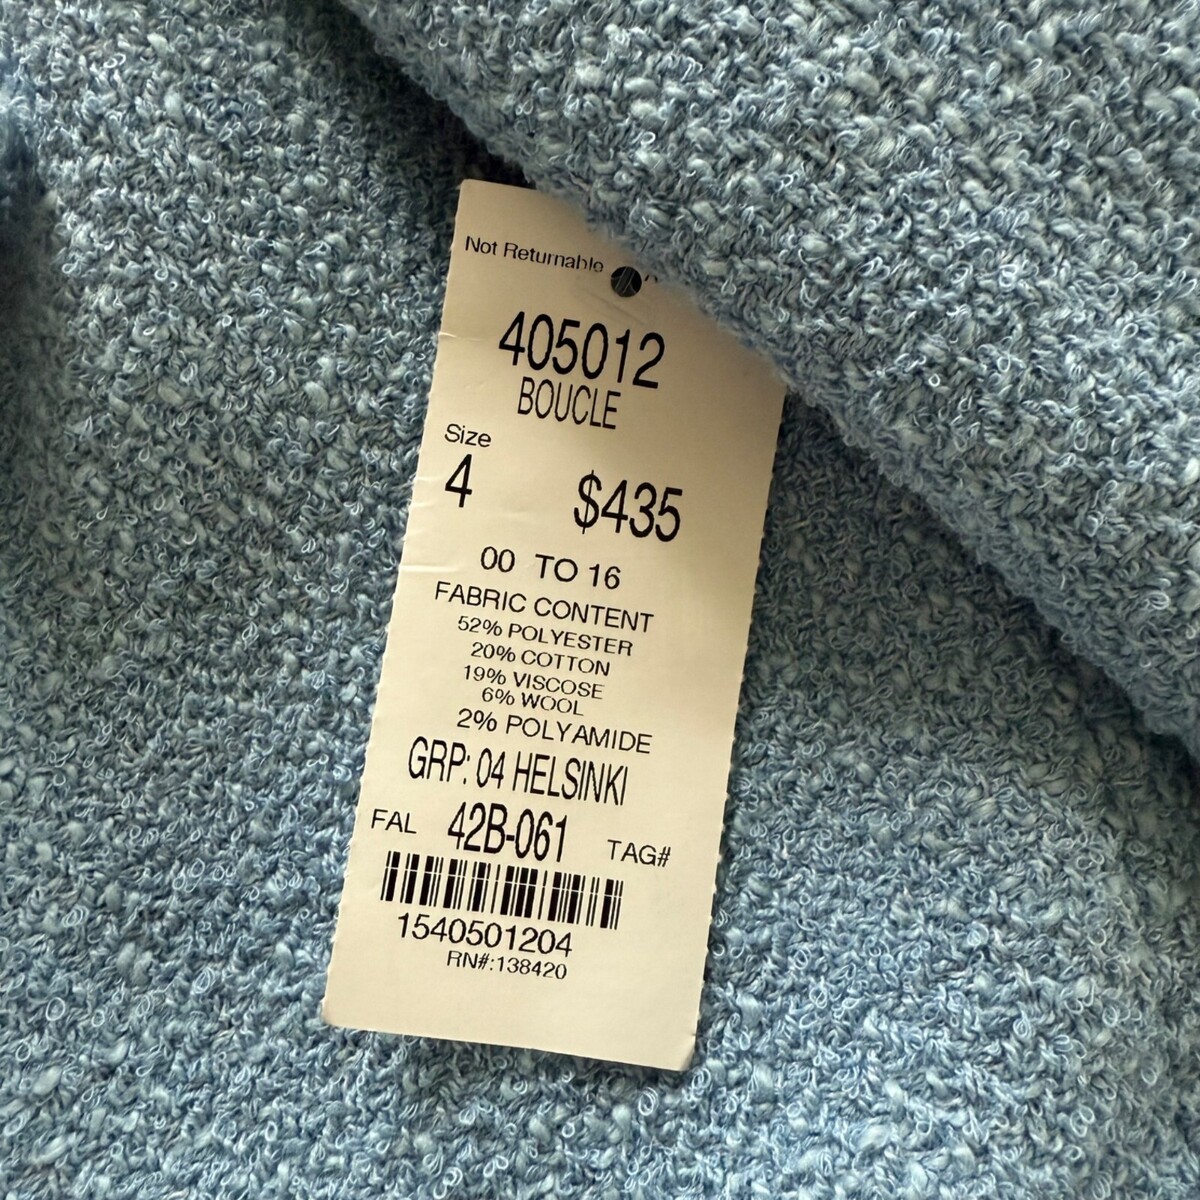 Not Returnable
405012
BOUCLE
Size
4 $435
00 TO 16
FABRIC CONTENT
52% POLYESTER
20% COTTON
19% VISCOSE
6% WOOL
2% POLYAMIDE
GRP: 04 HELSINKI
FAL 42B-061 TAG#
1540501204
RN#:138420